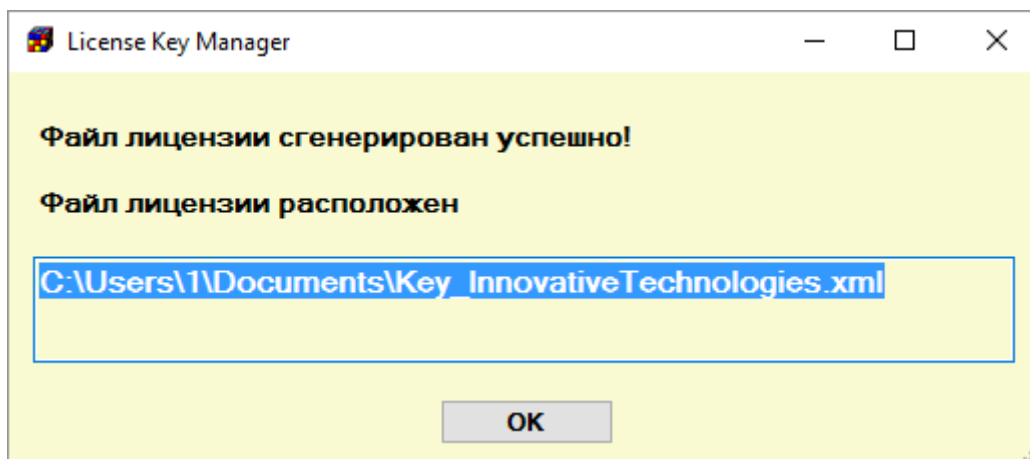 License Key Manager
Файл лицензии сгенерирован успешно!
Файл лицензии расположен
C:\Users\1\Documents\Key_InnovativeTechnologies.xml
OK